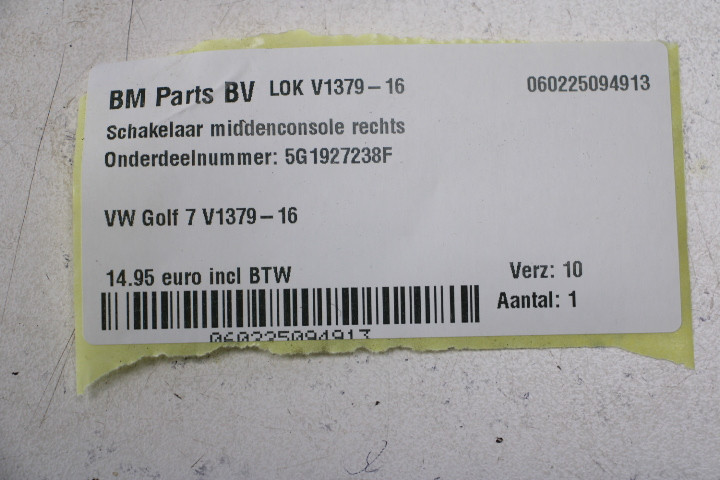 BM Parts BV LOK V1379-16 060225094913
Schakelaar middenconsole rechts
Onderdeelnummer: 5G1927238F
VW Golf 7 V1379-16
14.95 euro incl BTW Verz: 10
Aantal: 1
060225094913